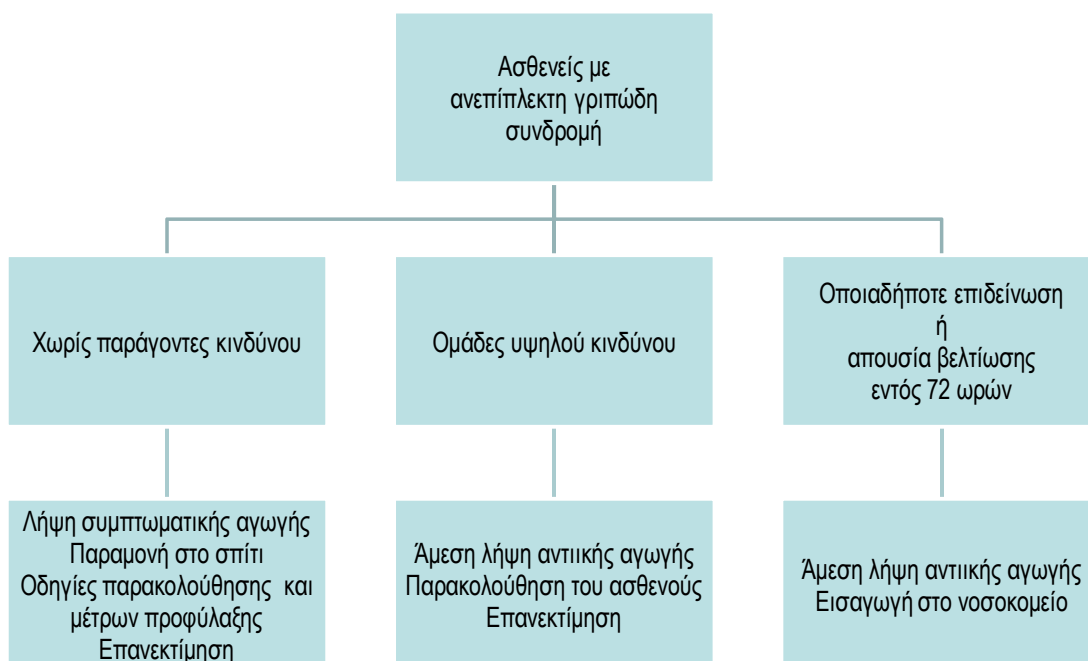 Ασθενείς με
ανεπίπλεκτη γριπώδη
συνδρομή
Χωρίς παράγοντες κινδύνου
Ομάδες υψηλού κινδύνου
Οποιαδήποτε επιδείνωση
ή
απουσία βελτίωσης
εντός 72 ωρών
Λήψη συμπτωματικής αγωγής
Παραμονή στο σπίτι
Οδηγίες παρακολούθησης και
μέτρων προφύλαξης
Επανεκτίμηση
Άμεση λήψη αντιικής αγωγής
Παρακολούθηση του ασθενούς
Επανεκτίμηση
Άμεση λήψη αντιικής αγωγής
Εισαγωγή στο νοσοκομείο